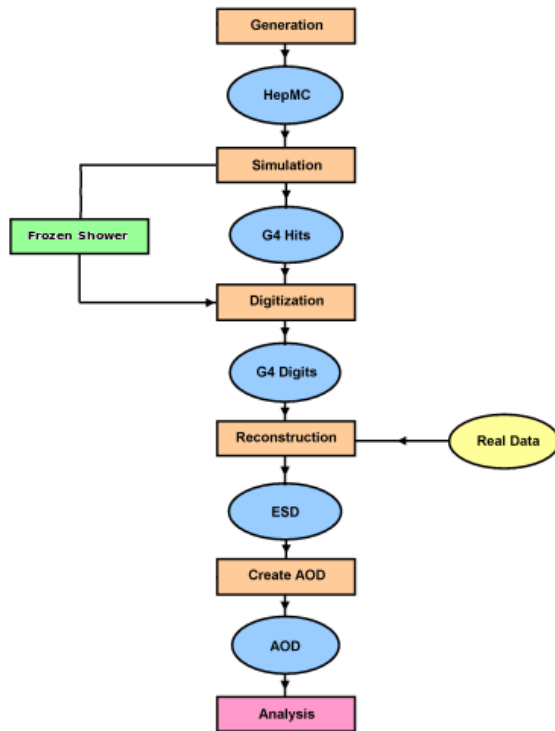 Generation
HepMC
Simulation
Frozen Shower
G4 Hits
Digitization
G4 Digits
Reconstruction
Real Data
ESD
Create AOD
AOD
Analysis